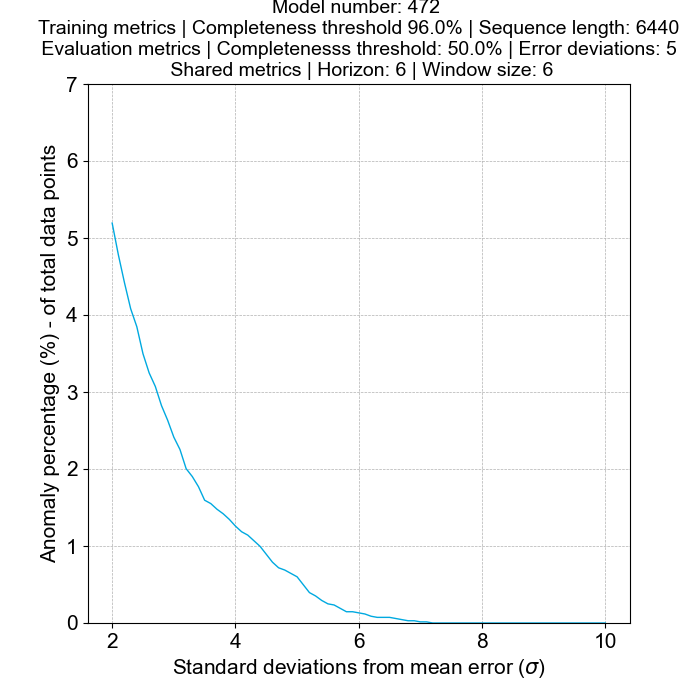 Model number: 472
Training metrics | Completeness threshold 96.0% | Sequence length: 6440
Evaluation metrics | Completenesss threshold: 50.0% | Error deviations: 5
Shared metrics | Horizon: 6 | Window size: 6
Anomaly percentage (%) - of total data points
7
6
5
4
3
2
1
0
2 4 6 8 10
Standard deviations from mean error (σ)